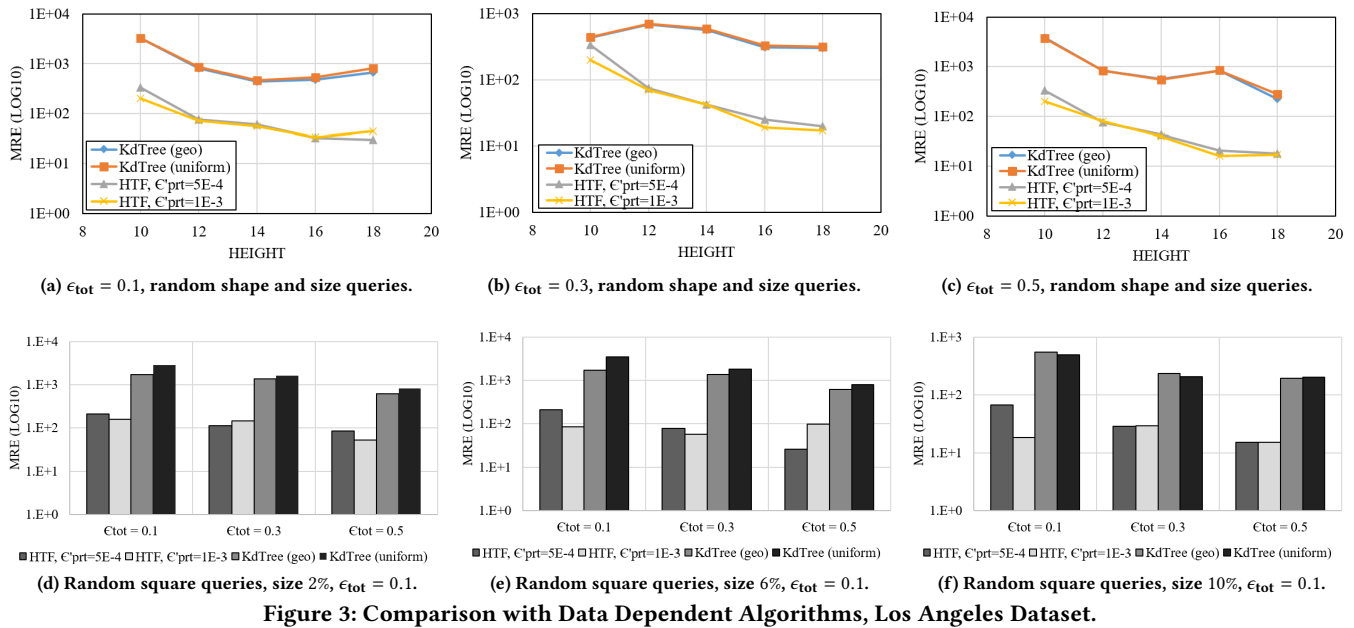 1E+04
1E+03
1E+02
1E+01
1E+00
MRE (LOG10)
KdTree (geo)
KdTree (uniform)
HTF, Є'prt=5E-4
HTF, Є'prt=1E-3
8 10 12 14 16 18 20
HEIGHT
(a) ϵtot = 0.1, random shape and size queries.
1E+03
1E+02
1E+01
1E+00
MRE (LOG10)
KdTree (geo)
KdTree (uniform)
HTF, Є'prt=5E-4
HTF, Є'prt=1E-3
8 10 12 14 16 18 20
HEIGHT
(b) ϵtot = 0.3, random shape and size queries.
1E+04
1E+03
1E+02
1E+01
1E+00
MRE (LOG10)
KdTree (geo)
KdTree (uniform)
HTF, Є'prt=5E-4
HTF, Є'prt=1E-3
8 10 12 14 16 18 20
HEIGHT
(c) ϵtot = 0.5, random shape and size queries.
1.E+4
1.E+3
1.E+2
1.E+1
1.E+0
MRE (LOG10)
Єtot = 0.1 Єtot = 0.3 Єtot = 0.5
HTF, Є'prt=5E-4 HTF, Є'prt=1E-3 KdTree (geo) KdTree (uniform)
(d) Random square queries, size 2%, ϵtot = 0.1.
1.E+4
1.E+3
1.E+2
1.E+1
1.E+0
MRE (LOG10)
Єtot = 0.1 Єtot = 0.3 Єtot = 0.5
HTF, Є'prt=5E-4 HTF, Є'prt=1E-3 KdTree (geo) KdTree (uniform)
(e) Random square queries, size 6%, ϵtot = 0.1.
1.E+3
1.E+2
1.E+1
1.E+0
MRE (LOG10)
Єtot = 0.1 Єtot = 0.3 Єtot = 0.5
HTF, Є'prt=5E-4 HTF, Є'prt=1E-3 KdTree (geo) KdTree (uniform)
(f) Random square queries, size 10%, ϵtot = 0.1.
Figure 3: Comparison with Data Dependent Algorithms, Los Angeles Dataset.